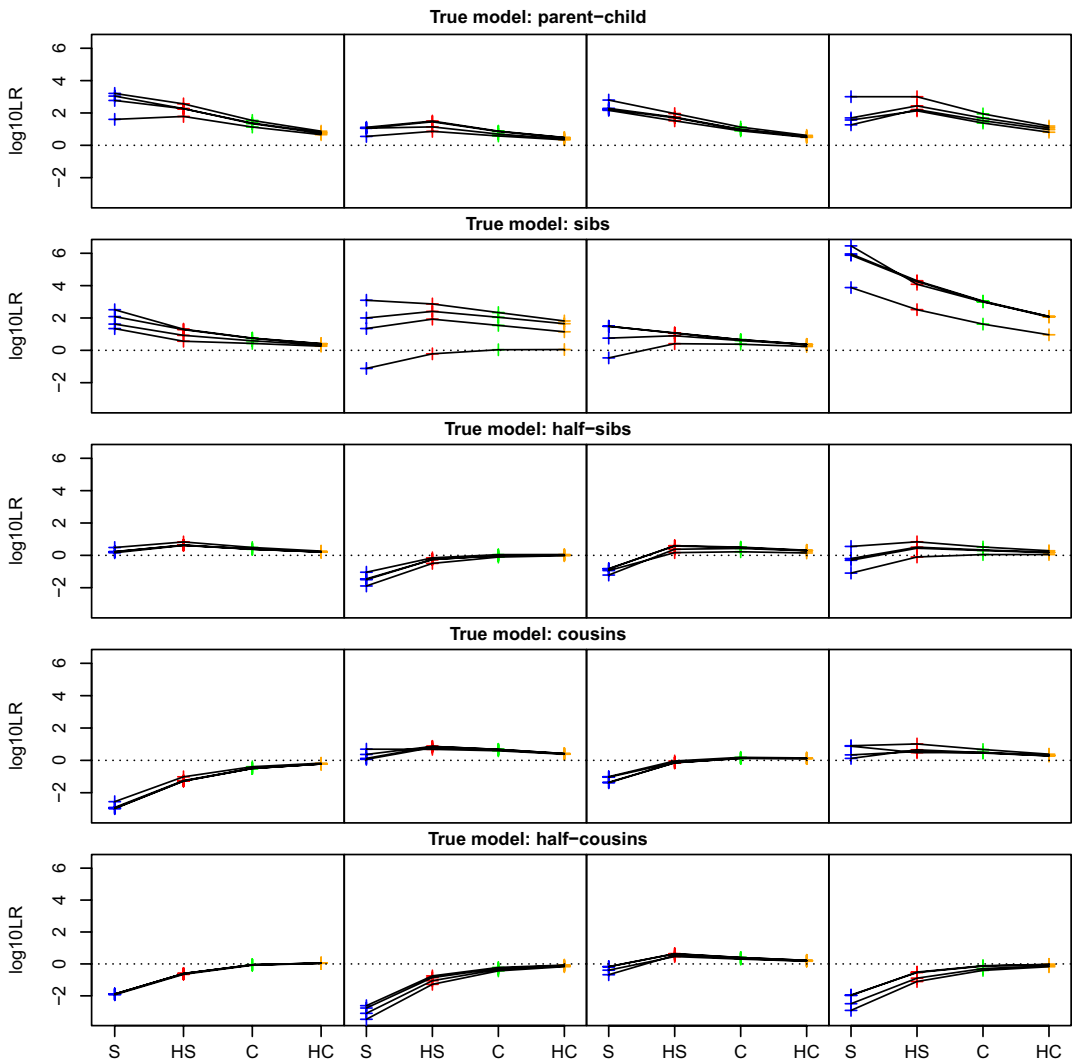 True model: parent−child
log10LR
6
4
2
0
−2
True model: sibs
log10LR
6
4
2
0
−2
True model: half−sibs
log10LR
6
4
2
0
−2
True model: cousins
log10LR
6
4
2
0
−2
True model: half−cousins
log10LR
6
4
2
0
−2
S HS C HC S HS C HC S HS C HC S HS C HC